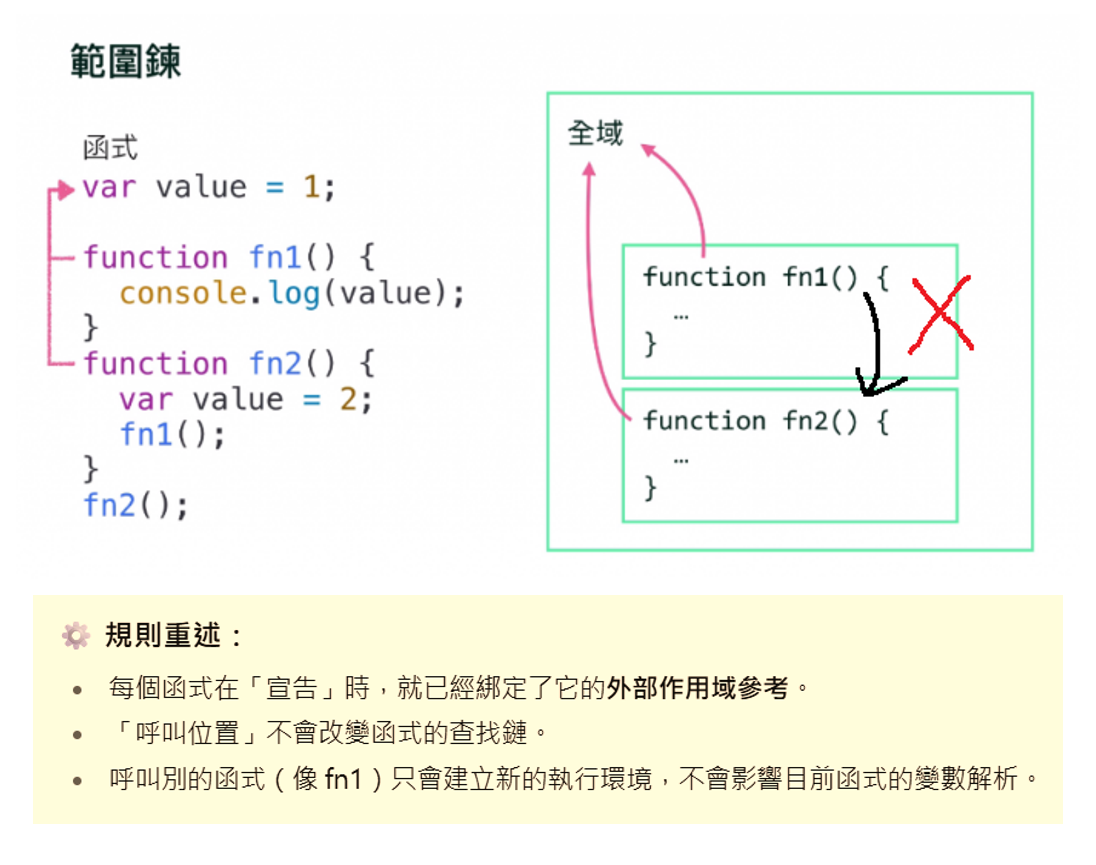 範圍鍊
函式
var value = 1;
function fn1() {
console.log(value);
}
function fn2() {
var value = 2;
fn1();
}
fn2();
全域
function fn1() {
…
}
function fn2() {
…
}
規則重述：
• 每個函式在「宣告」時，就已經綁定了它的外部作用域參考。
• 「呼叫位置」不會改變函式的查找鏈。
• 呼叫別的函式（像 fn1）只會建立新的執行環境，不會影響目前函式的變數解析。